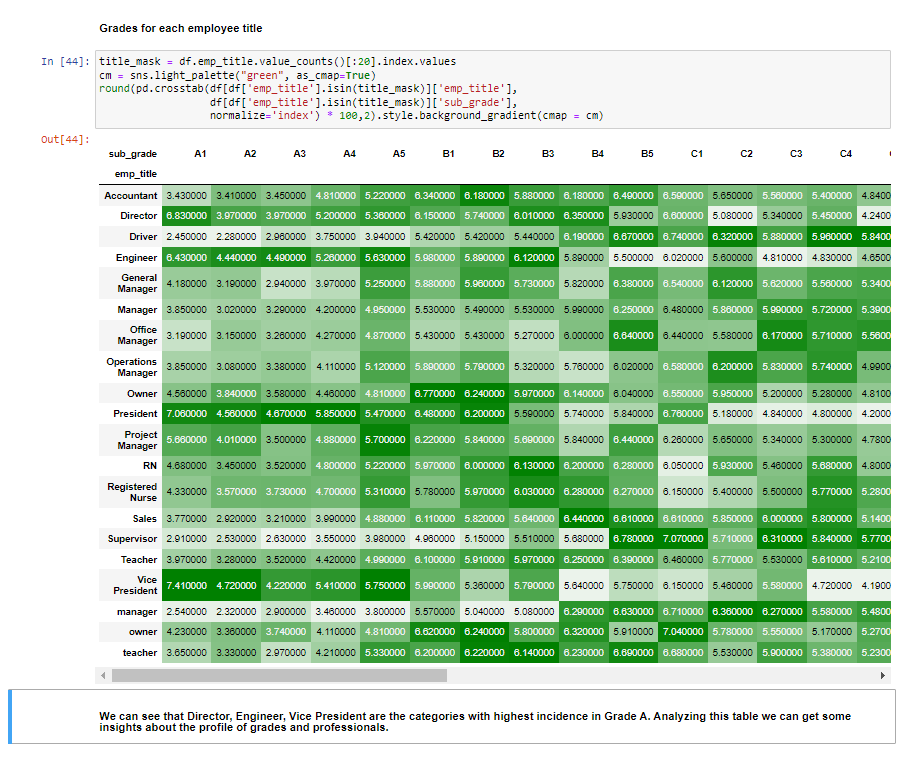 Grades for each employee title
In [44]: title_mask = df.emp_title.value_counts()[:20].index.values
cm = sns.light_palette("green", as_cmap=True)
round(pd.crosstab(df[df['emp_title'].isin(title_mask)]['emp_title'],
df[df['emp_title'].isin(title_mask)]['sub_grade'],
normalize='index') * 100,2).style.background_gradient(cmap = cm)
Out[44]:
sub_grade A1 A2 A3 A4 A5 B1 B2 B3 B4 B5 C1 C2 C3 C4
emp_title
Accountant 3.430000 3.410000 3.450000 4.810000 5.220000 6.340000 6.180000 5.880000 6.180000 6.490000 6.590000 5.650000 5.560000 5.400000 4.8400
Director 6.830000 3.970000 3.970000 5.200000 5.360000 6.150000 5.740000 6.010000 6.350000 5.930000 6.600000 5.080000 5.340000 5.450000 4.2400
Driver 2.450000 2.280000 2.960000 3.750000 3.940000 5.420000 5.420000 5.440000 6.190000 6.670000 6.740000 6.320000 5.880000 5.960000 5.8400
Engineer 6.430000 4.440000 4.490000 5.260000 5.630000 5.980000 5.890000 6.120000 5.890000 5.500000 6.020000 5.600000 4.810000 4.830000 4.6500
General
Manager 4.180000 3.190000 2.940000 3.970000 5.250000 5.880000 5.960000 5.730000 5.820000 6.380000 6.540000 6.120000 5.620000 5.560000 5.3400
Manager 3.850000 3.020000 3.290000 4.200000 4.950000 5.530000 5.490000 5.530000 5.990000 6.250000 6.480000 5.860000 5.990000 5.720000 5.3900
Office
Manager 3.190000 3.150000 3.260000 4.270000 4.870000 5.430000 5.430000 5.270000 6.000000 6.640000 6.440000 5.580000 6.170000 5.710000 5.5600
Operations
Manager 3.850000 3.080000 3.380000 4.110000 5.120000 5.890000 5.790000 5.320000 5.760000 6.020000 6.580000 6.200000 5.830000 5.740000 4.9900
Owner 4.560000 3.840000 3.580000 4.460000 4.810000 6.770000 6.240000 5.970000 6.140000 6.040000 6.550000 5.950000 5.200000 5.280000 4.8100
President 7.060000 4.560000 4.670000 5.850000 5.470000 6.480000 6.200000 5.590000 5.740000 5.840000 6.760000 5.180000 4.840000 4.800000 4.2000
Project
Manager 5.660000 4.010000 3.500000 4.880000 5.700000 6.220000 5.840000 5.690000 5.840000 6.440000 6.260000 5.650000 5.340000 5.300000 4.7800
RN 4.680000 3.450000 3.520000 4.800000 5.220000 5.970000 6.000000 6.130000 6.200000 6.280000 6.050000 5.930000 5.460000 5.680000 4.8000
Registered
Nurse 4.330000 3.570000 3.730000 4.700000 5.310000 5.780000 5.970000 6.030000 6.280000 6.270000 6.150000 5.400000 5.500000 5.770000 5.2800
Sales 3.770000 2.920000 3.210000 3.990000 4.880000 6.110000 5.820000 5.640000 6.440000 6.610000 6.610000 5.850000 6.000000 5.800000 5.1400
Supervisor 2.910000 2.530000 2.630000 3.550000 3.980000 4.960000 5.150000 5.510000 5.680000 6.780000 7.070000 5.710000 6.310000 5.840000 5.7700
Teacher 3.970000 3.280000 3.520000 4.420000 4.990000 6.100000 5.910000 5.970000 6.250000 6.390000 6.460000 5.770000 5.530000 5.610000 5.2100
Vice
President 7.410000 4.720000 4.220000 5.410000 5.750000 5.990000 5.360000 5.790000 5.640000 5.750000 6.150000 5.460000 5.580000 4.720000 4.1900
manager 2.540000 2.320000 2.900000 3.460000 3.800000 5.570000 5.040000 5.080000 6.290000 6.630000 6.710000 6.360000 6.270000 5.580000 5.4800
owner 4.230000 3.360000 3.740000 4.110000 4.810000 6.620000 6.240000 5.800000 6.320000 5.910000 7.040000 5.780000 5.550000 5.170000 5.2700
teacher 3.650000 3.330000 2.970000 4.210000 5.330000 6.200000 6.220000 6.140000 6.230000 6.690000 6.680000 5.530000 5.900000 5.380000 5.2300
We can see that Director, Engineer, Vice President are the categories with highest incidence in Grade A. Analyzing this table we can get some
insights about the profile of grades and professionals.